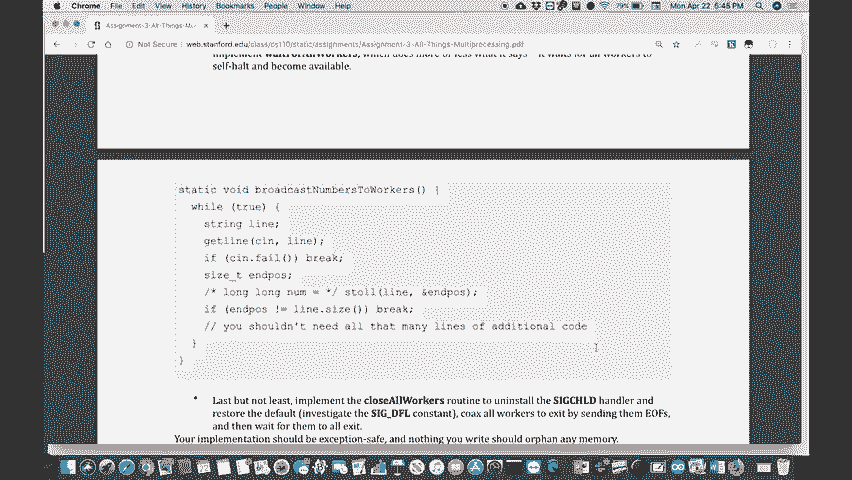 Chrome File Edit View History Bookmarks People Window Help 79% Mon Apr 22 5:45 PM
Assignment-3-All-Things-Mu
Not Secure web.stanford.edu/class/cs110/static/assignments/Assignment-3-All-Things-Multiprocessing.pdf
which does more or less what it says it waits for all workers to
self-halt and become available.
static void broadcastNumbersToWorkers() {
while (true) {
string line;
getline(cin, line);
if (cin.fail()) break;
size_t endpos;
/* long long num = */ stoll(line, &endpos);
if (endpos != line.size()) break;
// you shouldn't need all that many lines of additional code
}
}
• Last but not least, implement the closeAllWorkers routine to uninstall the SIGCHLD handler and
restore the default (investigate the SIG_DFL constant), coax all workers to exit by sending them EOFs,
and then wait for them to all exit.
Your implementation should be exception-safe, and nothing you write should orphan any memory.